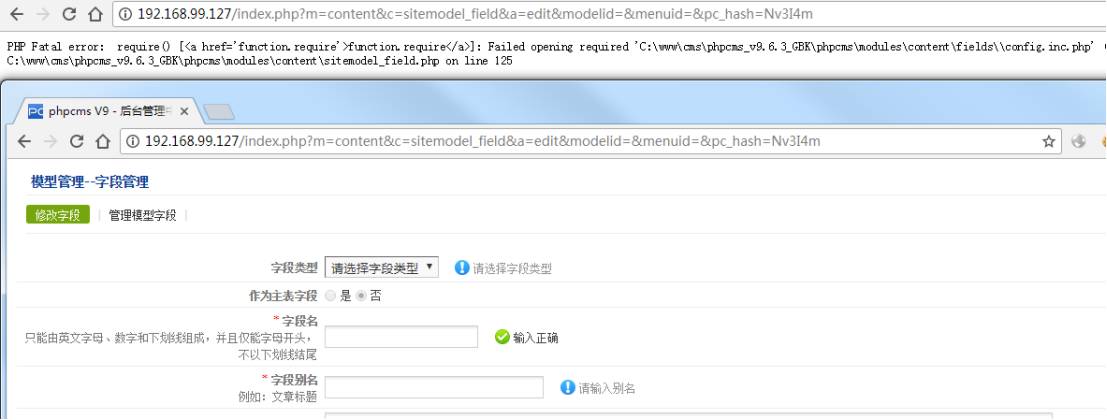 192.168.99.127/index.php?m=content&c=sitemodel_field&a=edit&modelid=&menuid=&pc_hash=Nv3I4m
PHP Fatal error:  require() [<a href='function.require'>function.require</a>]: Failed opening required 'C:\www\cms\phpcms_v9.6.3_GBK\phpcms\modules\content\fields\\config.inc.php' (
C:\www\cms\phpcms_v9.6.3_GBK\phpcms\modules\content\sitemodel_field.php on line 125
PC phpcms V9 - 后台管理
192.168.99.127/index.php?m=content&c=sitemodel_field&a=edit&modelid=&menuid=&pc_hash=Nv3I4m
模型管理--字段管理
修改字段 | 管理模型字段 |
字段类型 请选择字段类型 请选择字段类型
作为主表字段 是 否
* 字段名
只能由英文字母、数字和下划线组成，并且仅能字母开头， 输入正确
不以下划线结尾
* 字段别名
例如：文章标题 请输入别名